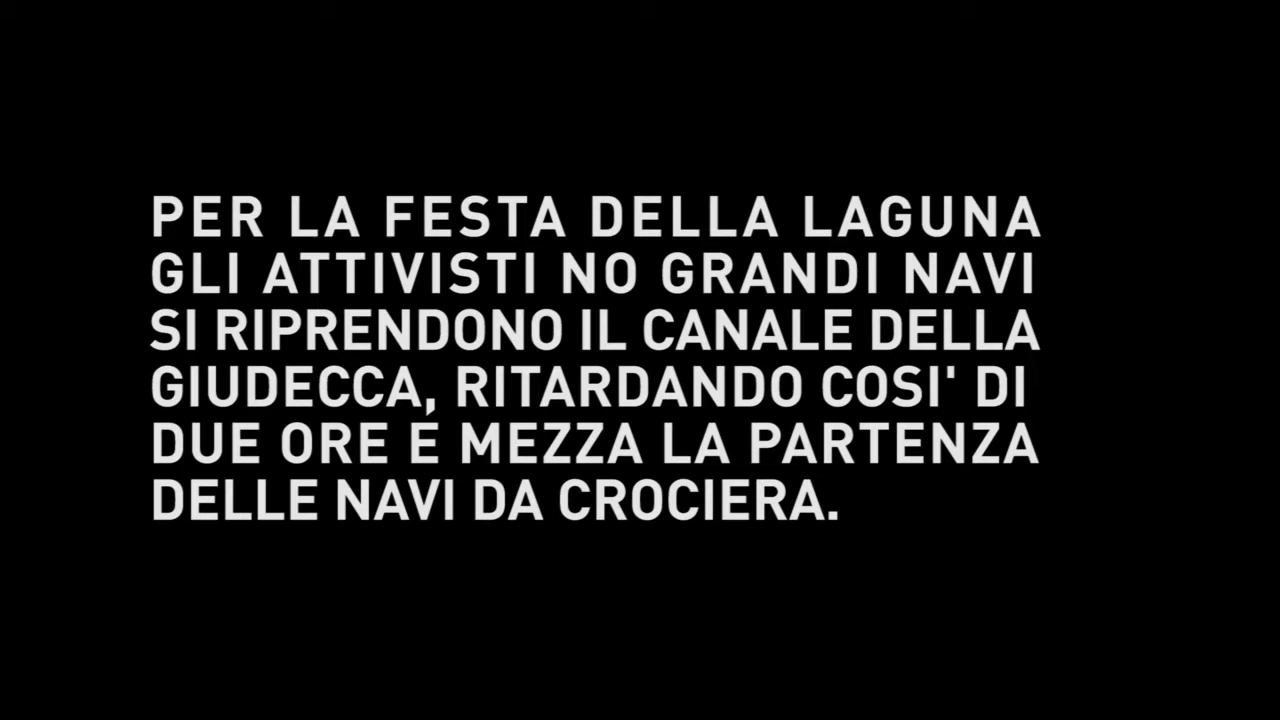 PER LA FESTA DELLA LAGUNA
GLI ATTIVISTI NO GRANDI NAVI
SI RIPRENDONO IL CANALE DELLA
GIUDECCA, RITARDANDO COSI' DI
DUE ORE E MEZZA LA PARTENZA
DELLE NAVI DA CROCIERA.